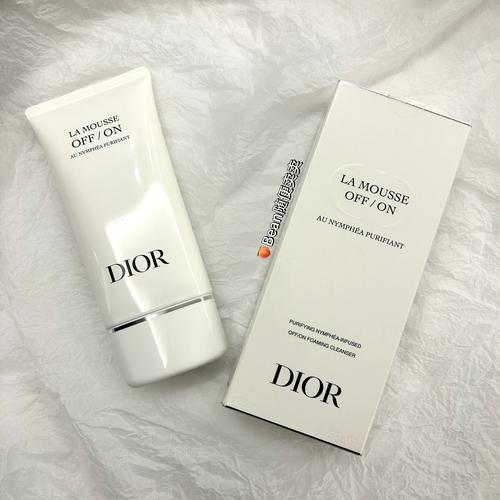 LA MOUSSE
OFF / ON
AU NYMPHÉA PURIFIANT
DIOR
LA MOUSSE
OFF / ON
AU NYMPHÉA PURIFIANT
PURIFYING NYMPHÉA-INFUSED
OFF/ON FOAMING CLEANSER
DIOR
Bean